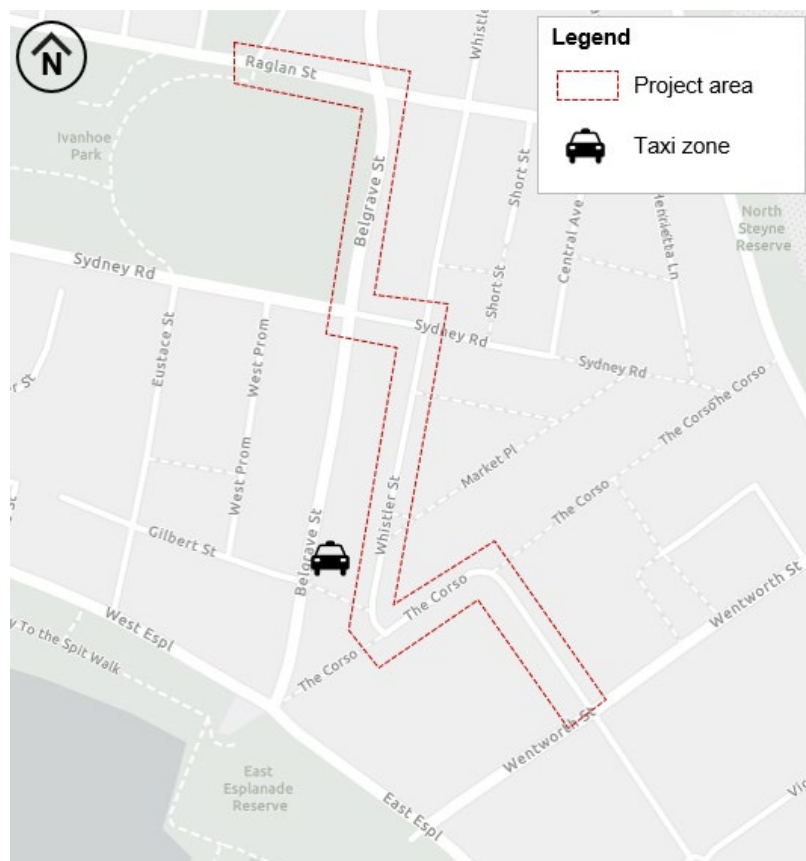 N
Legend
Project area
Taxi zone
Raglan St
Ivanhoe
Park
Belgrave St
Short St
Short St
Central Ave
Henrietta Ln
North
Steyne
Reserve
Sydney Rd
Sydney Rd
Sydney Rd
Eustace St
West Prom
West Prom
The Corso
The Corso
Market Pl
The Corso
Whistler St
Gilbert St
Belgrave St
The Corso
Wentworth St
West Espl
y To the Spit Walk
The Corso
Wentworth St
East
Esplanade
Reserve
East Espl